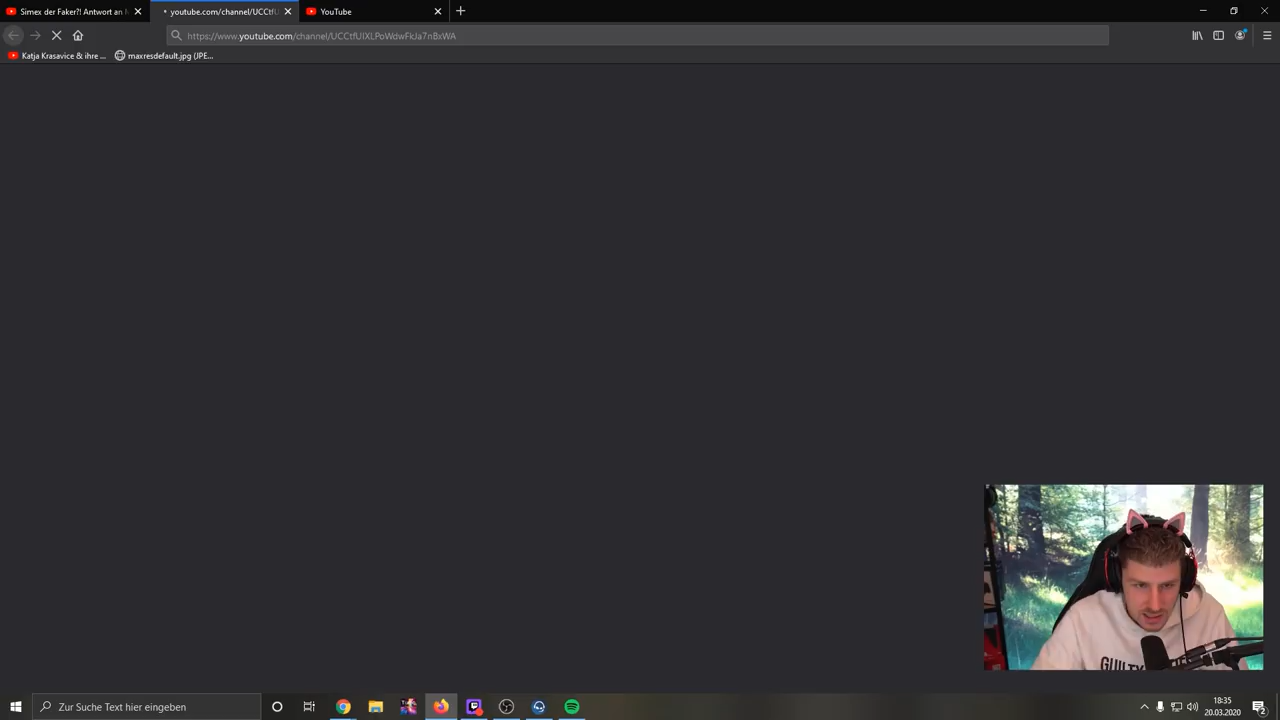 Simex der Faker?! Antwort an M
youtube.com/channel/UCCtfU
YouTube
https://www.youtube.com/channel/UCCtfUIXLPoWdwFkJa7nBxWA
Katja Krasavice & ihre ...
maxresdefault.jpg (JPE...
GUILTY
Zur Suche Text hier eingeben
18:35
20.03.2020
2